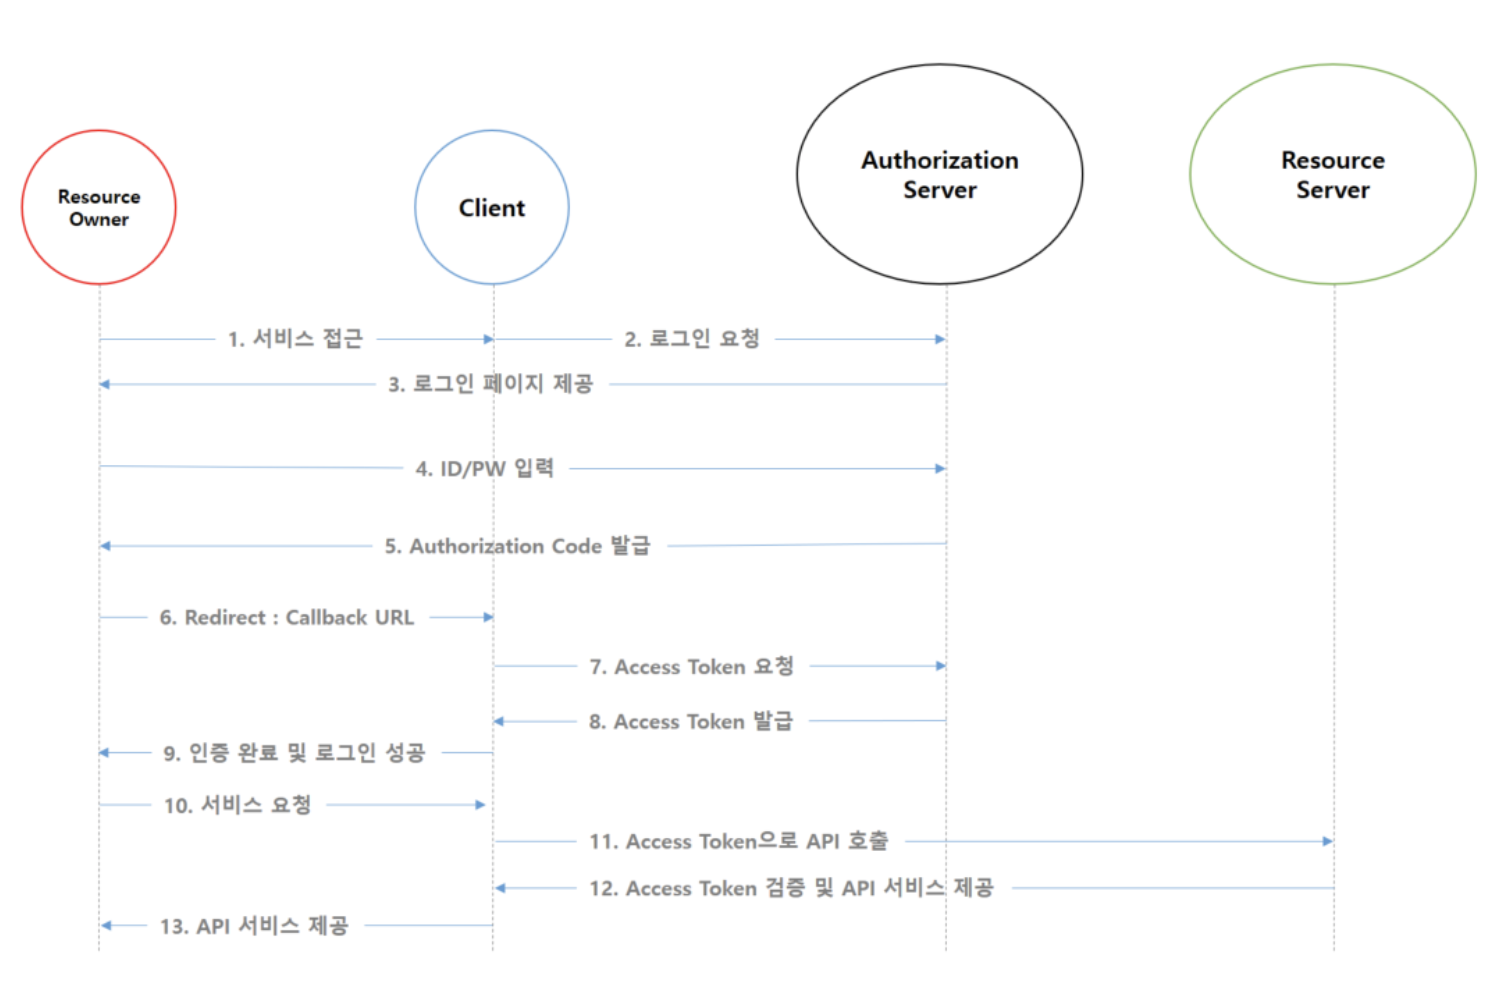 Resource
Owner
Client
Authorization
Server
Resource
Server
1. 서비스 접근
2. 로그인 요청
3. 로그인 페이지 제공
4. ID/PW 입력
5. Authorization Code 발급
6. Redirect : Callback URL
7. Access Token 요청
8. Access Token 발급
9. 인증 완료 및 로그인 성공
10. 서비스 요청
11. Access Token으로 API 호출
12. Access Token 검증 및 API 서비스 제공
13. API 서비스 제공